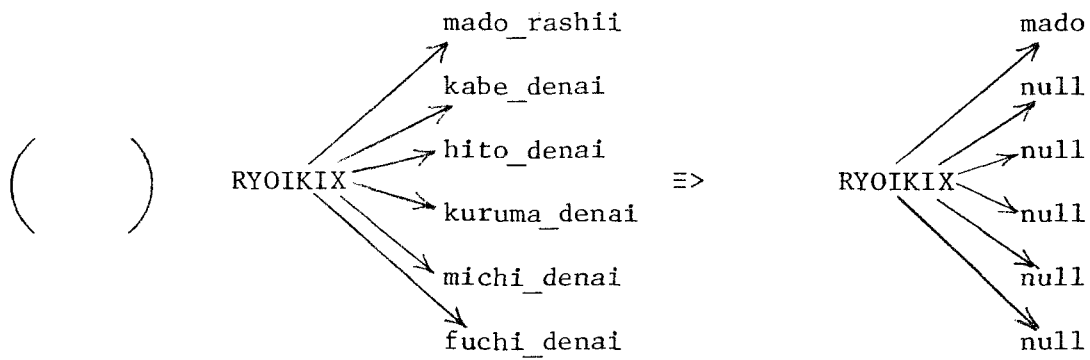 mado_rashii mado
kabe_denai null
hito_denai null
( ) RYOIKIX ≡> RYOIKIX
kuruma_denai null
michi_denai null
fuchi_denai null